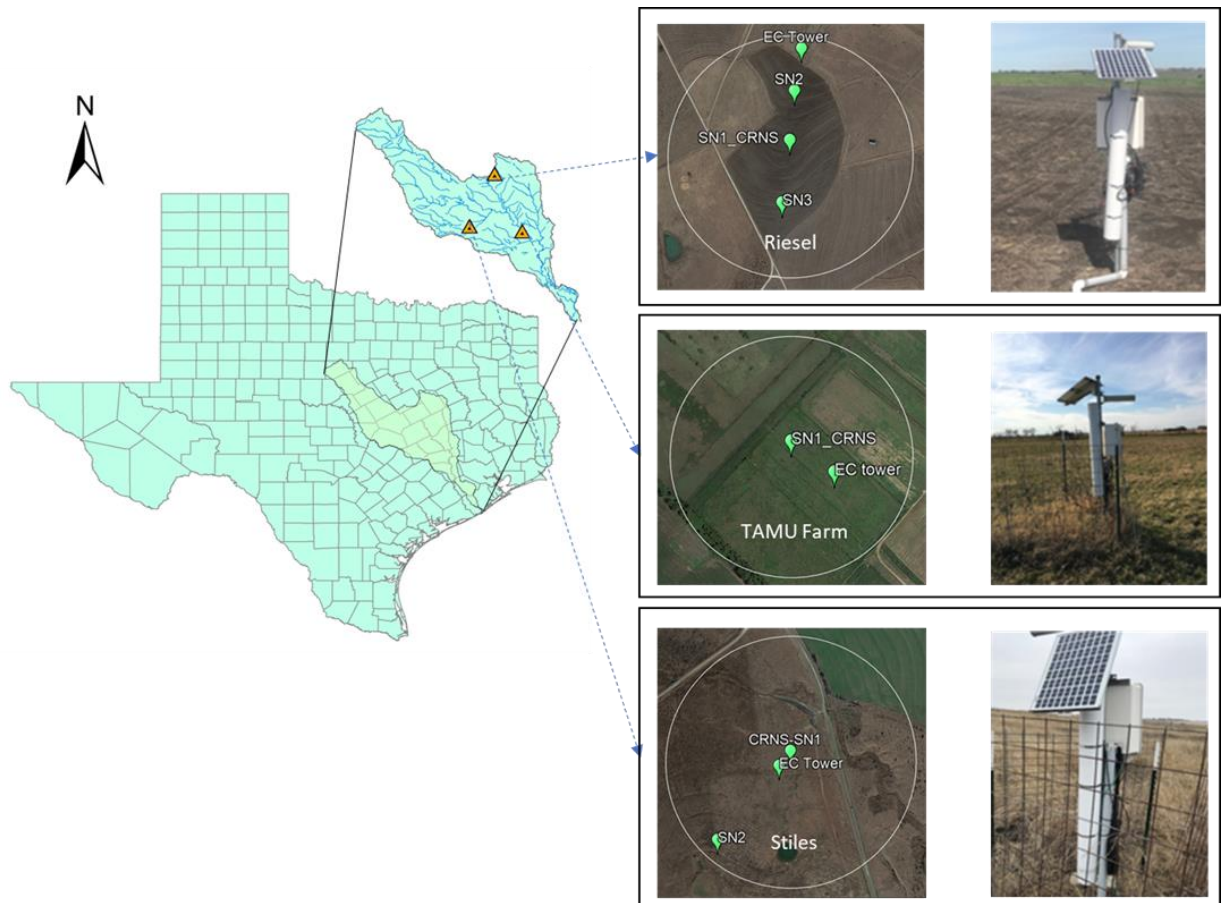 N
EC Tower
SN2
SN1_CRNS
SN3
Riesel
SN1_CRNS
EC tower
TAMU Farm
CRNS-SN1
EC Tower
SN2
Stiles